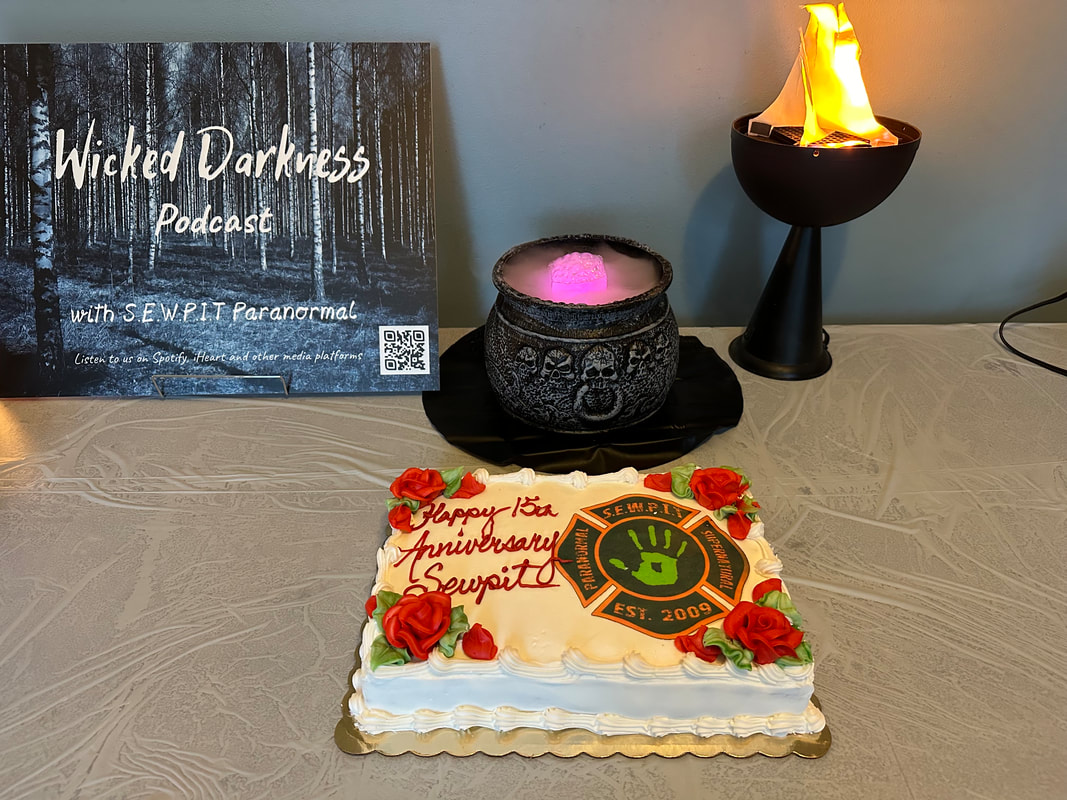 Wicked Darkness
Podcast
with S.E.W.P.I.T Paranormal
Listen to us on Spotify, iHeart and other media platforms
Happy 15th
Anniversary
Sewpit
S.E.W.P.I.T
PARANORMAL
SUPERNATURAL
EST. 2009